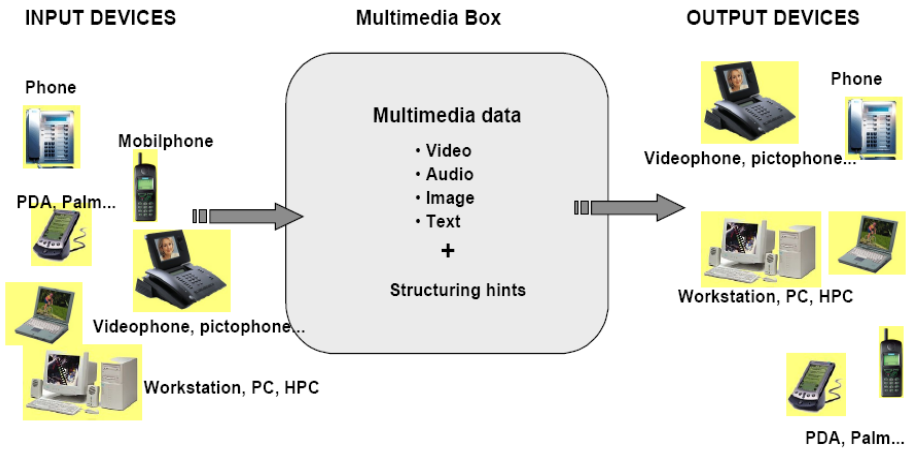 INPUT DEVICES
Multimedia Box
OUTPUT DEVICES
Phone
Mobilphone
PDA, Palm...
Videophone, pictophone...
Workstation, PC, HPC
Multimedia data
• Video
• Audio
• Image
• Text
+
Structuring hints
Phone
Videophone, pictophone...
Workstation, PC, HPC
PDA, Palm...